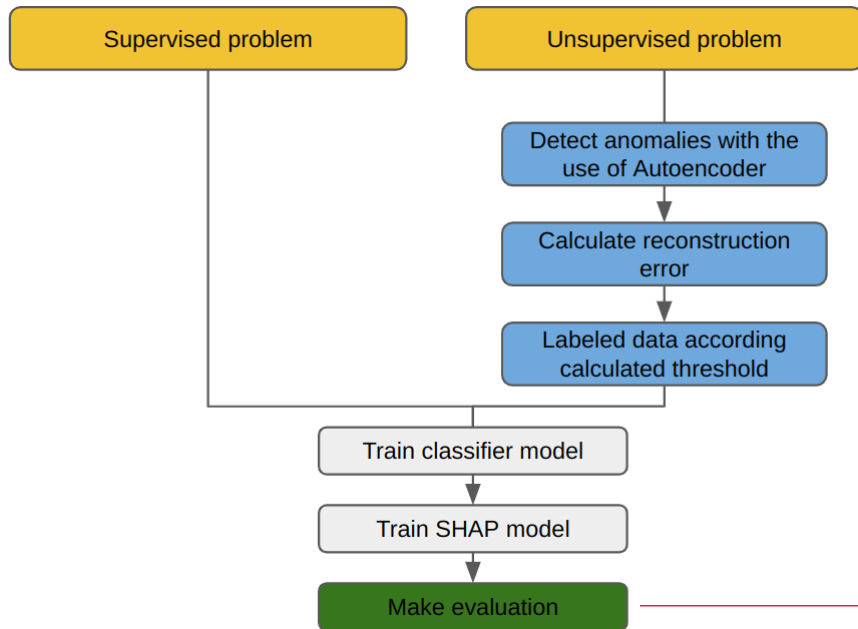 Supervised problem
Unsupervised problem
Detect anomalies with the
use of Autoencoder
Calculate reconstruction
error
Labeled data according
calculated threshold
Train classifier model
Train SHAP model
Make evaluation